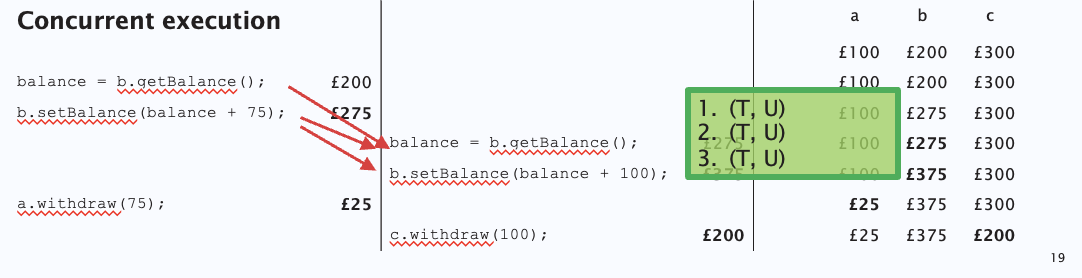 Concurrent execution
a b c
£100 £200 £300
balance = b.getBalance(); £200 £100 £200 £300
b.setBalance(balance + 75); £275 £100 £275 £300
1. (T, U)
2. (T, U)
3. (T, U)
balance = b.getBalance(); £275 £100 £275 £300
b.setBalance(balance + 100); £375 £100 £375 £300
a.withdraw(75); £25 £25 £375 £300
c.withdraw(100); £200 £25 £375 £200
19